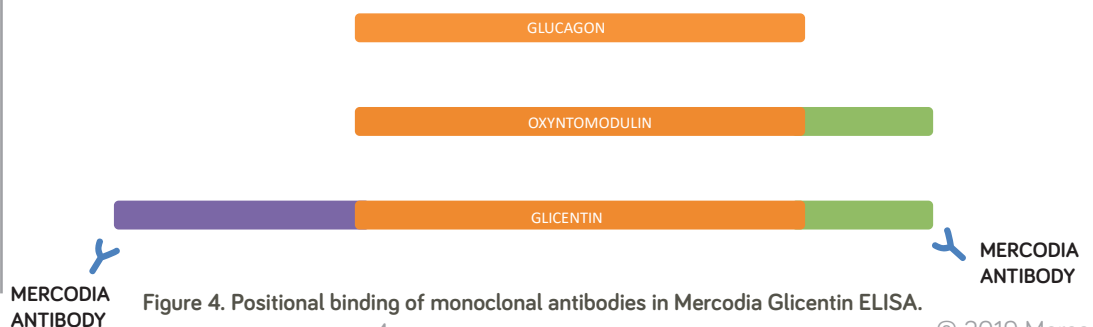 GLUCAGON
OXYNTOMODULIN
GLICENTIN
MERCODIA
ANTIBODY
MERCODIA
ANTIBODY
Figure 4. Positional binding of monoclonal antibodies in Mercodia Glicentin ELISA.